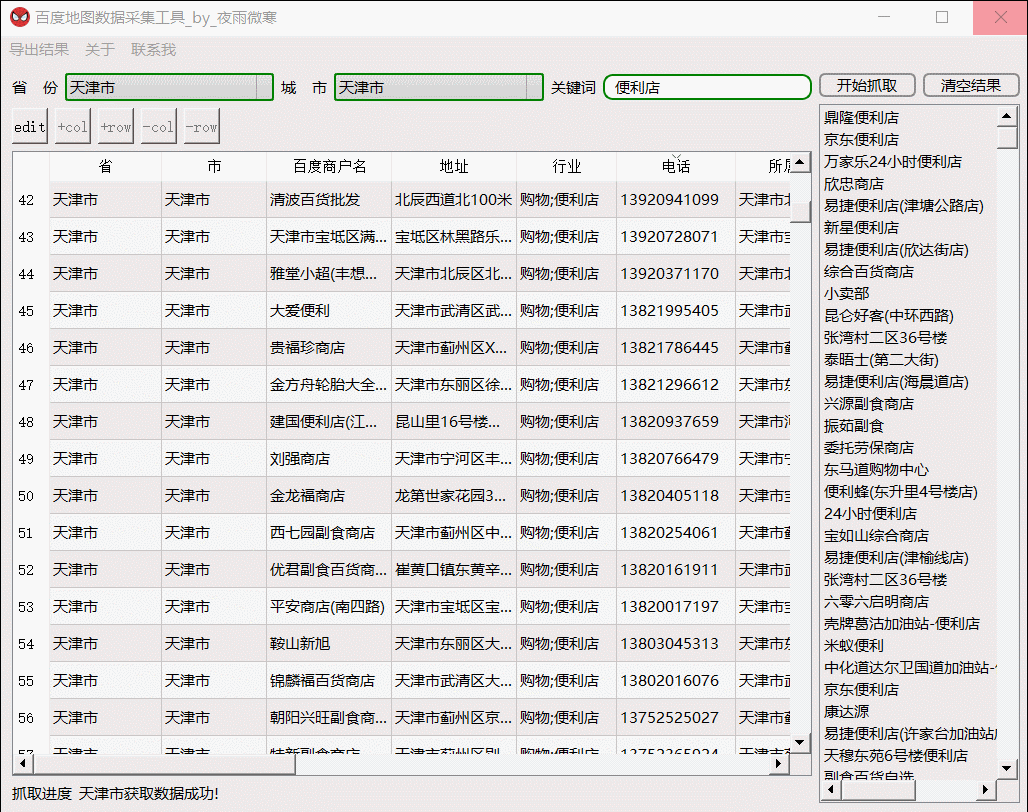 百度地图数据采集工具_by_夜雨微寒
导出结果 关于 联系我
省 份 天津市 城 市 天津市 关键词 便利店 开始抓取 清空结果
edit +col +row -col -row
省 市 百度商户名 地址 行业 电话
42 天津市 天津市 清波百货批发 北辰西道北100米 购物;便利店 13920941099 天津市
43 天津市 天津市 天津市宝坻区满... 宝坻区林黑路乐... 购物;便利店 13920728071 天津市
44 天津市 天津市 雅堂小超(丰想... 天津市北辰区北... 购物;便利店 13920371170 天津市
45 天津市 天津市 大爱便利 天津市武清区武... 购物;便利店 13821995405 天津市
46 天津市 天津市 贵福珍商店 天津市蓟州区X... 购物;便利店 13821786445 天津市
47 天津市 天津市 金方舟轮胎大全... 天津市东丽区徐... 购物;便利店 13821296612 天津市
48 天津市 天津市 建国便利店(江... 昆山里16号楼... 购物;便利店 13820937659 天津市
49 天津市 天津市 刘强商店 天津市宁河区丰... 购物;便利店 13820766479 天津市
50 天津市 天津市 金龙福商店 龙第世家花园3... 购物;便利店 13820405118 天津市
51 天津市 天津市 西七园副食商店 天津市蓟州区中... 购物;便利店 13820254061 天津市
52 天津市 天津市 优君副食百货商... 崔黄口镇东黄辛... 购物;便利店 13820161911 天津市
53 天津市 天津市 平安商店(南四路) 天津市宝坻区宝... 购物;便利店 13820017197 天津市
54 天津市 天津市 鞍山新旭 天津市东丽区大... 购物;便利店 13803045313 天津市
55 天津市 天津市 锦麟福百货商店 天津市武清区大... 购物;便利店 13802016076 天津市
56 天津市 天津市 朝阳兴旺副食商... 天津市蓟州区京... 购物;便利店 13752525027 天津市
鼎隆便利店
京东便利店
万家乐24小时便利店
欣忠商店
易捷便利店(津塘公路店)
新星便利店
易捷便利店(欣达街店)
综合百货商店
小卖部
昆仑好客(中环西路)
张湾村二区36号楼
泰晤士(第二大街)
易捷便利店(海晨道店)
兴源副食商店
振茹副食
委托劳保商店
东马道购物中心
便利蜂(东升里4号楼店)
24小时便利店
宝如山综合商店
易捷便利店(津榆线店)
张湾村二区36号楼
六零六启明商店
壳牌葛沽加油站-便利店
米蚁便利
中化道达尔卫国道加油站-
京东便利店
康达源
易捷便利店(许家台加油站
天穆东苑6号楼便利店
副食百货自选
抓取进度 天津市获取数据成功!